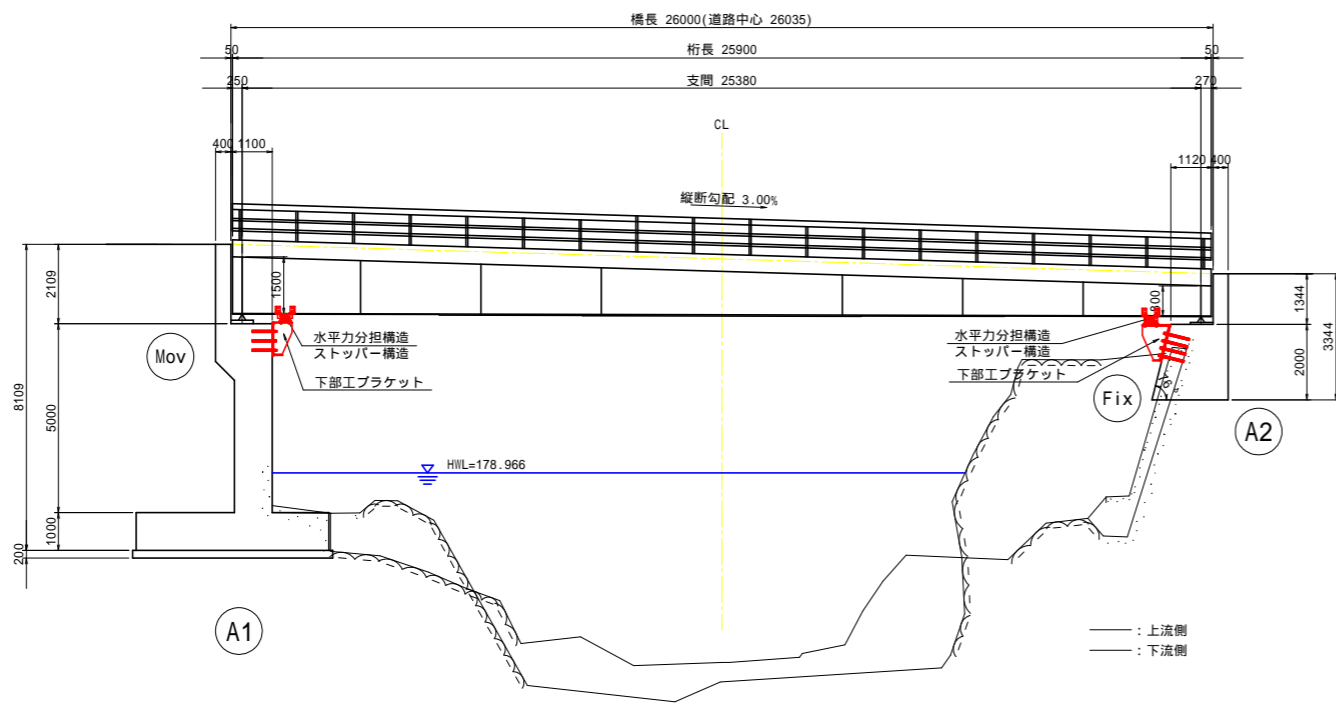 橋長 26000(道路中心 26035)
50
桁長 25900
50
250
支間 25380
270
CL
400
1100
1120
400
縦断勾配 3.00%
2109
1500
1344
3344
水平力分担構造
ストッパー構造
下部工ブラケット
水平力分担構造
ストッパー構造
下部工ブラケット
Mov
Fix
2000
A2
8109
5000
HWL=178.966
1000
200
A1
: 上流側
: 下流側